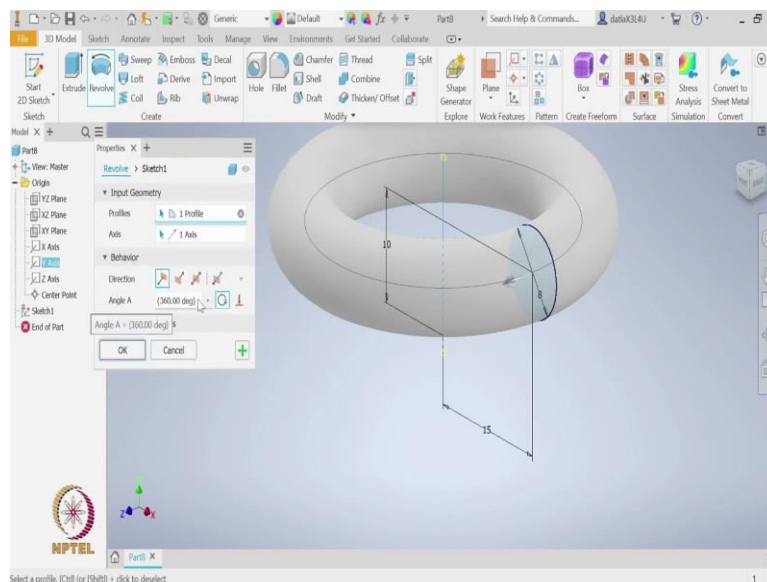 Generic
Default
fx
Part8
Search Help & Commands...
datiaX3L4U
File 3D Model Sketch Annotate Inspect Tools Manage View Environments Get Started Collaborate
Start
2D Sketch
Extrude
Revolve
Sweep
Emboss
Decal
Loft
Derive
Import
Coil
Rib
Unwrap
Hole
Fillet
Chamfer
Thread
Split
Shell
Combine
Draft
Thicken/ Offset
Shape
Generator
Plane
Box
Stress
Analysis
Convert to
Sheet Metal
Sketch
Create
Modify
Explore
Work Features
Pattern
Create Freeform
Surface
Simulation
Convert
Model X +
Part8
View: Master
Origin
YZ Plane
XZ Plane
XY Plane
X Axis
Y Axis
Z Axis
Center Point
Sketch1
End of Part
Properties X +
Revolve > Sketch1
Input Geometry
Profiles
1 Profile
Axis
1 Axis
Behavior
Direction
Angle A
(360.00 deg)
Angle A = (360.00 deg)
OK
Cancel
10
8
15
Z
X
NPTEL
Part8 X
Select a profile. [Ctrl] (or [Shift]) + click to deselect
1